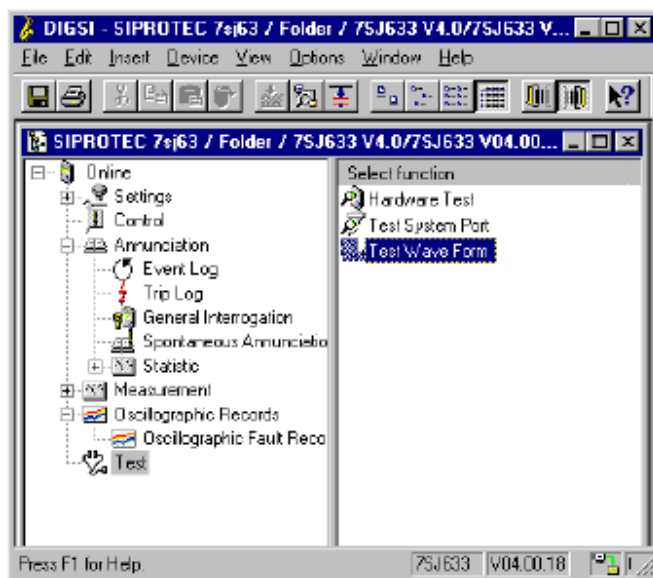 DIGSI - SIPROTEC 7sj63 / Folder / 7SJ633 V4.0/7SJ633 V...
File Edit Insert Device View Options Window Help
SIPROTEC 7sj63 / Folder / 7SJ633 V4.0/7SJ633 V04.00...
Online
Settings
Control
Annunciation
Event Log
Trip Log
General Interrogation
Spontaneous Annunciatio
Statistic
Measurement
Oscillographic Records
Oscillographic Fault Reco
Test
Select function
Hardware Test
Test System Port
Test Wave Form
Press F1 for Help.
7SJ633
V04.00.18